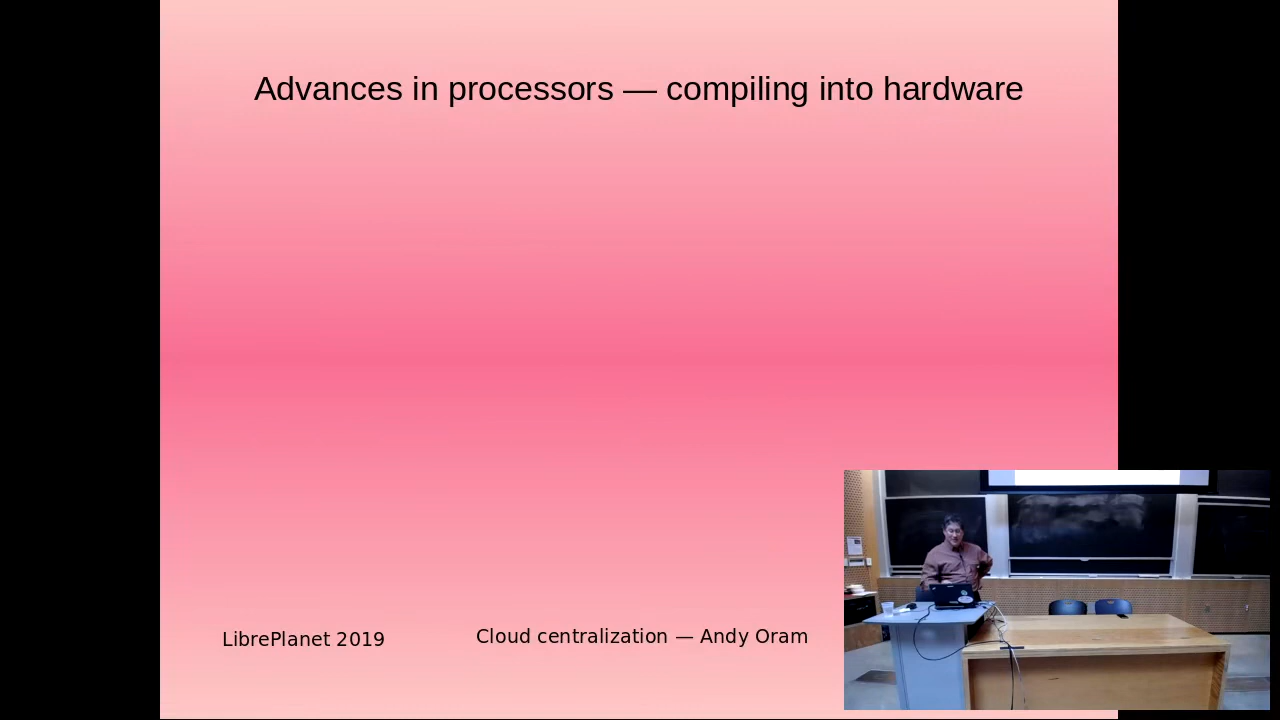 Advances in processors — compiling into hardware
LibrePlanet 2019
Cloud centralization — Andy Oram